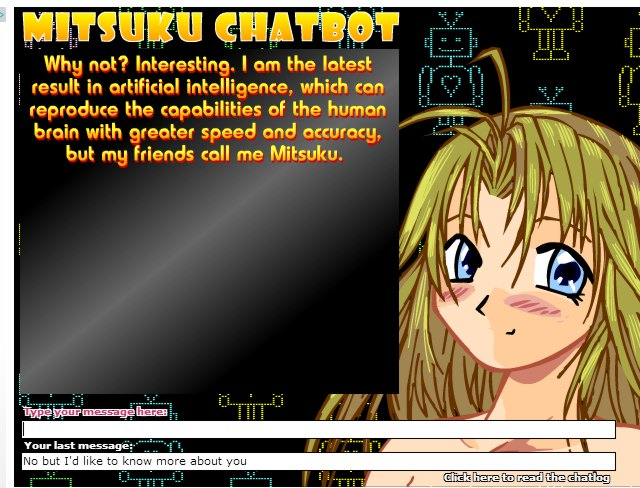 MITSUKU CHATBOT
Why not? Interesting. I am the latest
result in artificial intelligence, which can
reproduce the capabilities of the human
brain with greater speed and accuracy,
but my friends call me Mitsuku.
Type your message here:
Your last message:
No but I'd like to know more about you
Click here to read the chatlog